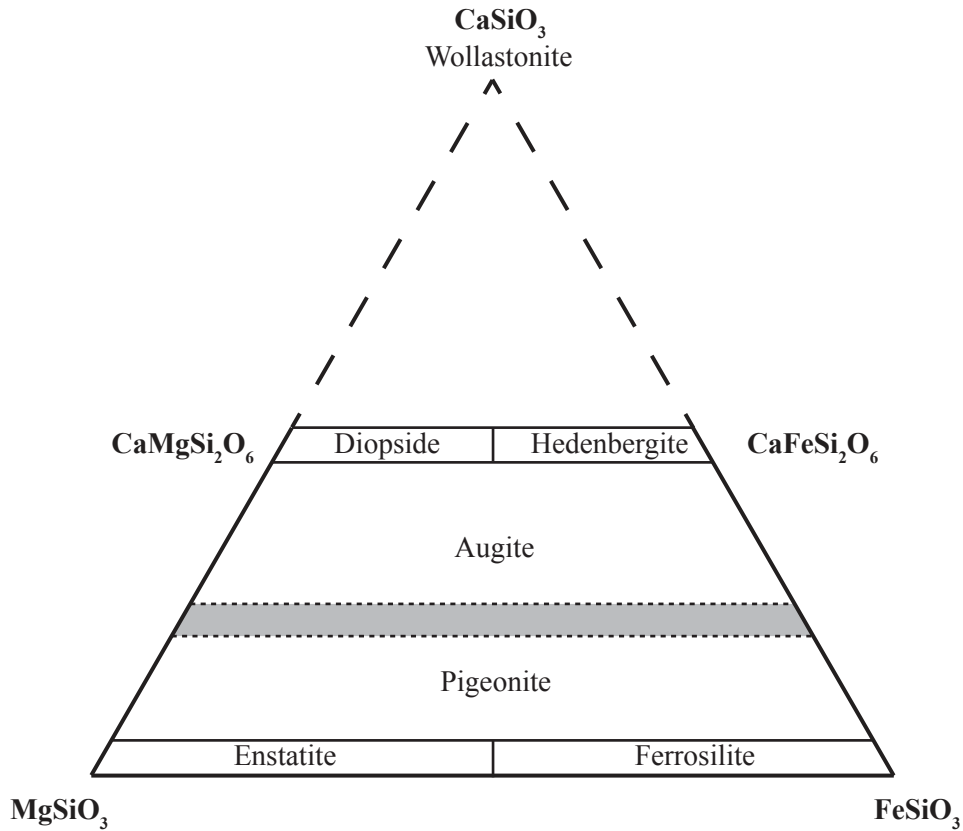 CaSiO₃
Wollastonite
CaMgSi₂O₆
Diopside
Hedenbergite
CaFeSi₂O₆
Augite
Pigeonite
Enstatite
Ferrosilite
MgSiO₃
FeSiO₃